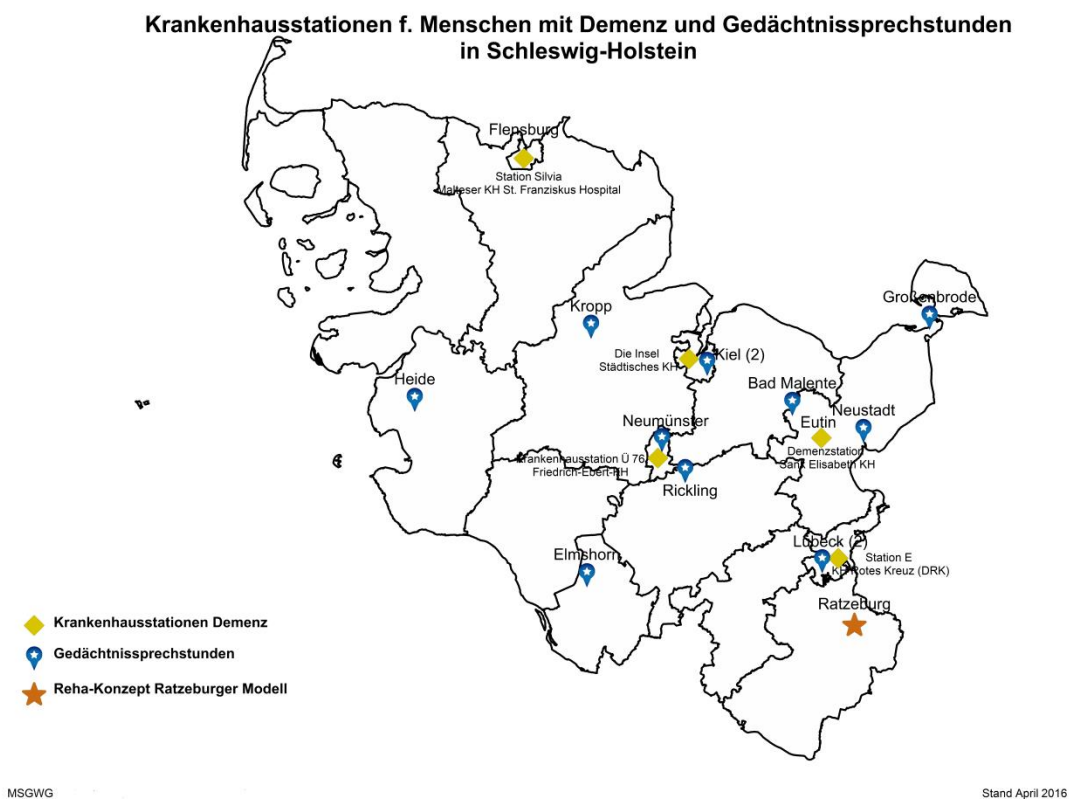 Krankenhausstationen f. Menschen mit Demenz und Gedächtnissprechstunden
in Schleswig-Holstein
Flensburg
Station Silvia
Malteser KH St. Franziskus Hospital
Großenbrode
Kropp
Die Insel
Städtisches KH
Kiel (2)
Heide
Bad Malente
Neustadt
Eutin
Demenzstation
Sankt Elisabeth KH
Neumünster
Krankenhausstation Ü 76
Friedrich-Ebert-KH
Rickling
Elmshorn
Lübeck (2)
Station E
KH Rotes Kreuz (DRK)
Ratzeburg
Krankenhausstationen Demenz
Gedächtnissprechstunden
Reha-Konzept Ratzeburger Modell
MSGWG
Stand April 2016